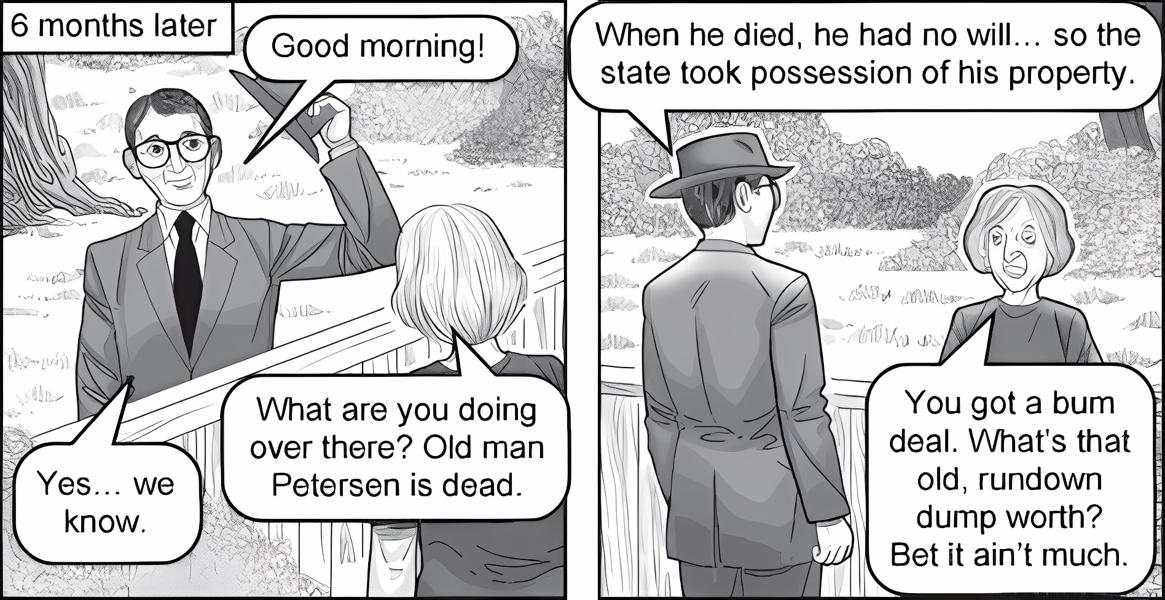 6 months later
Good morning!
What are you doing
over there? Old man
Petersen is dead.
Yes... we
know.
When he died, he had no will... so the
state took possession of his property.
You got a bum
deal. What's that
old, rundown
dump worth?
Bet it ain't much.